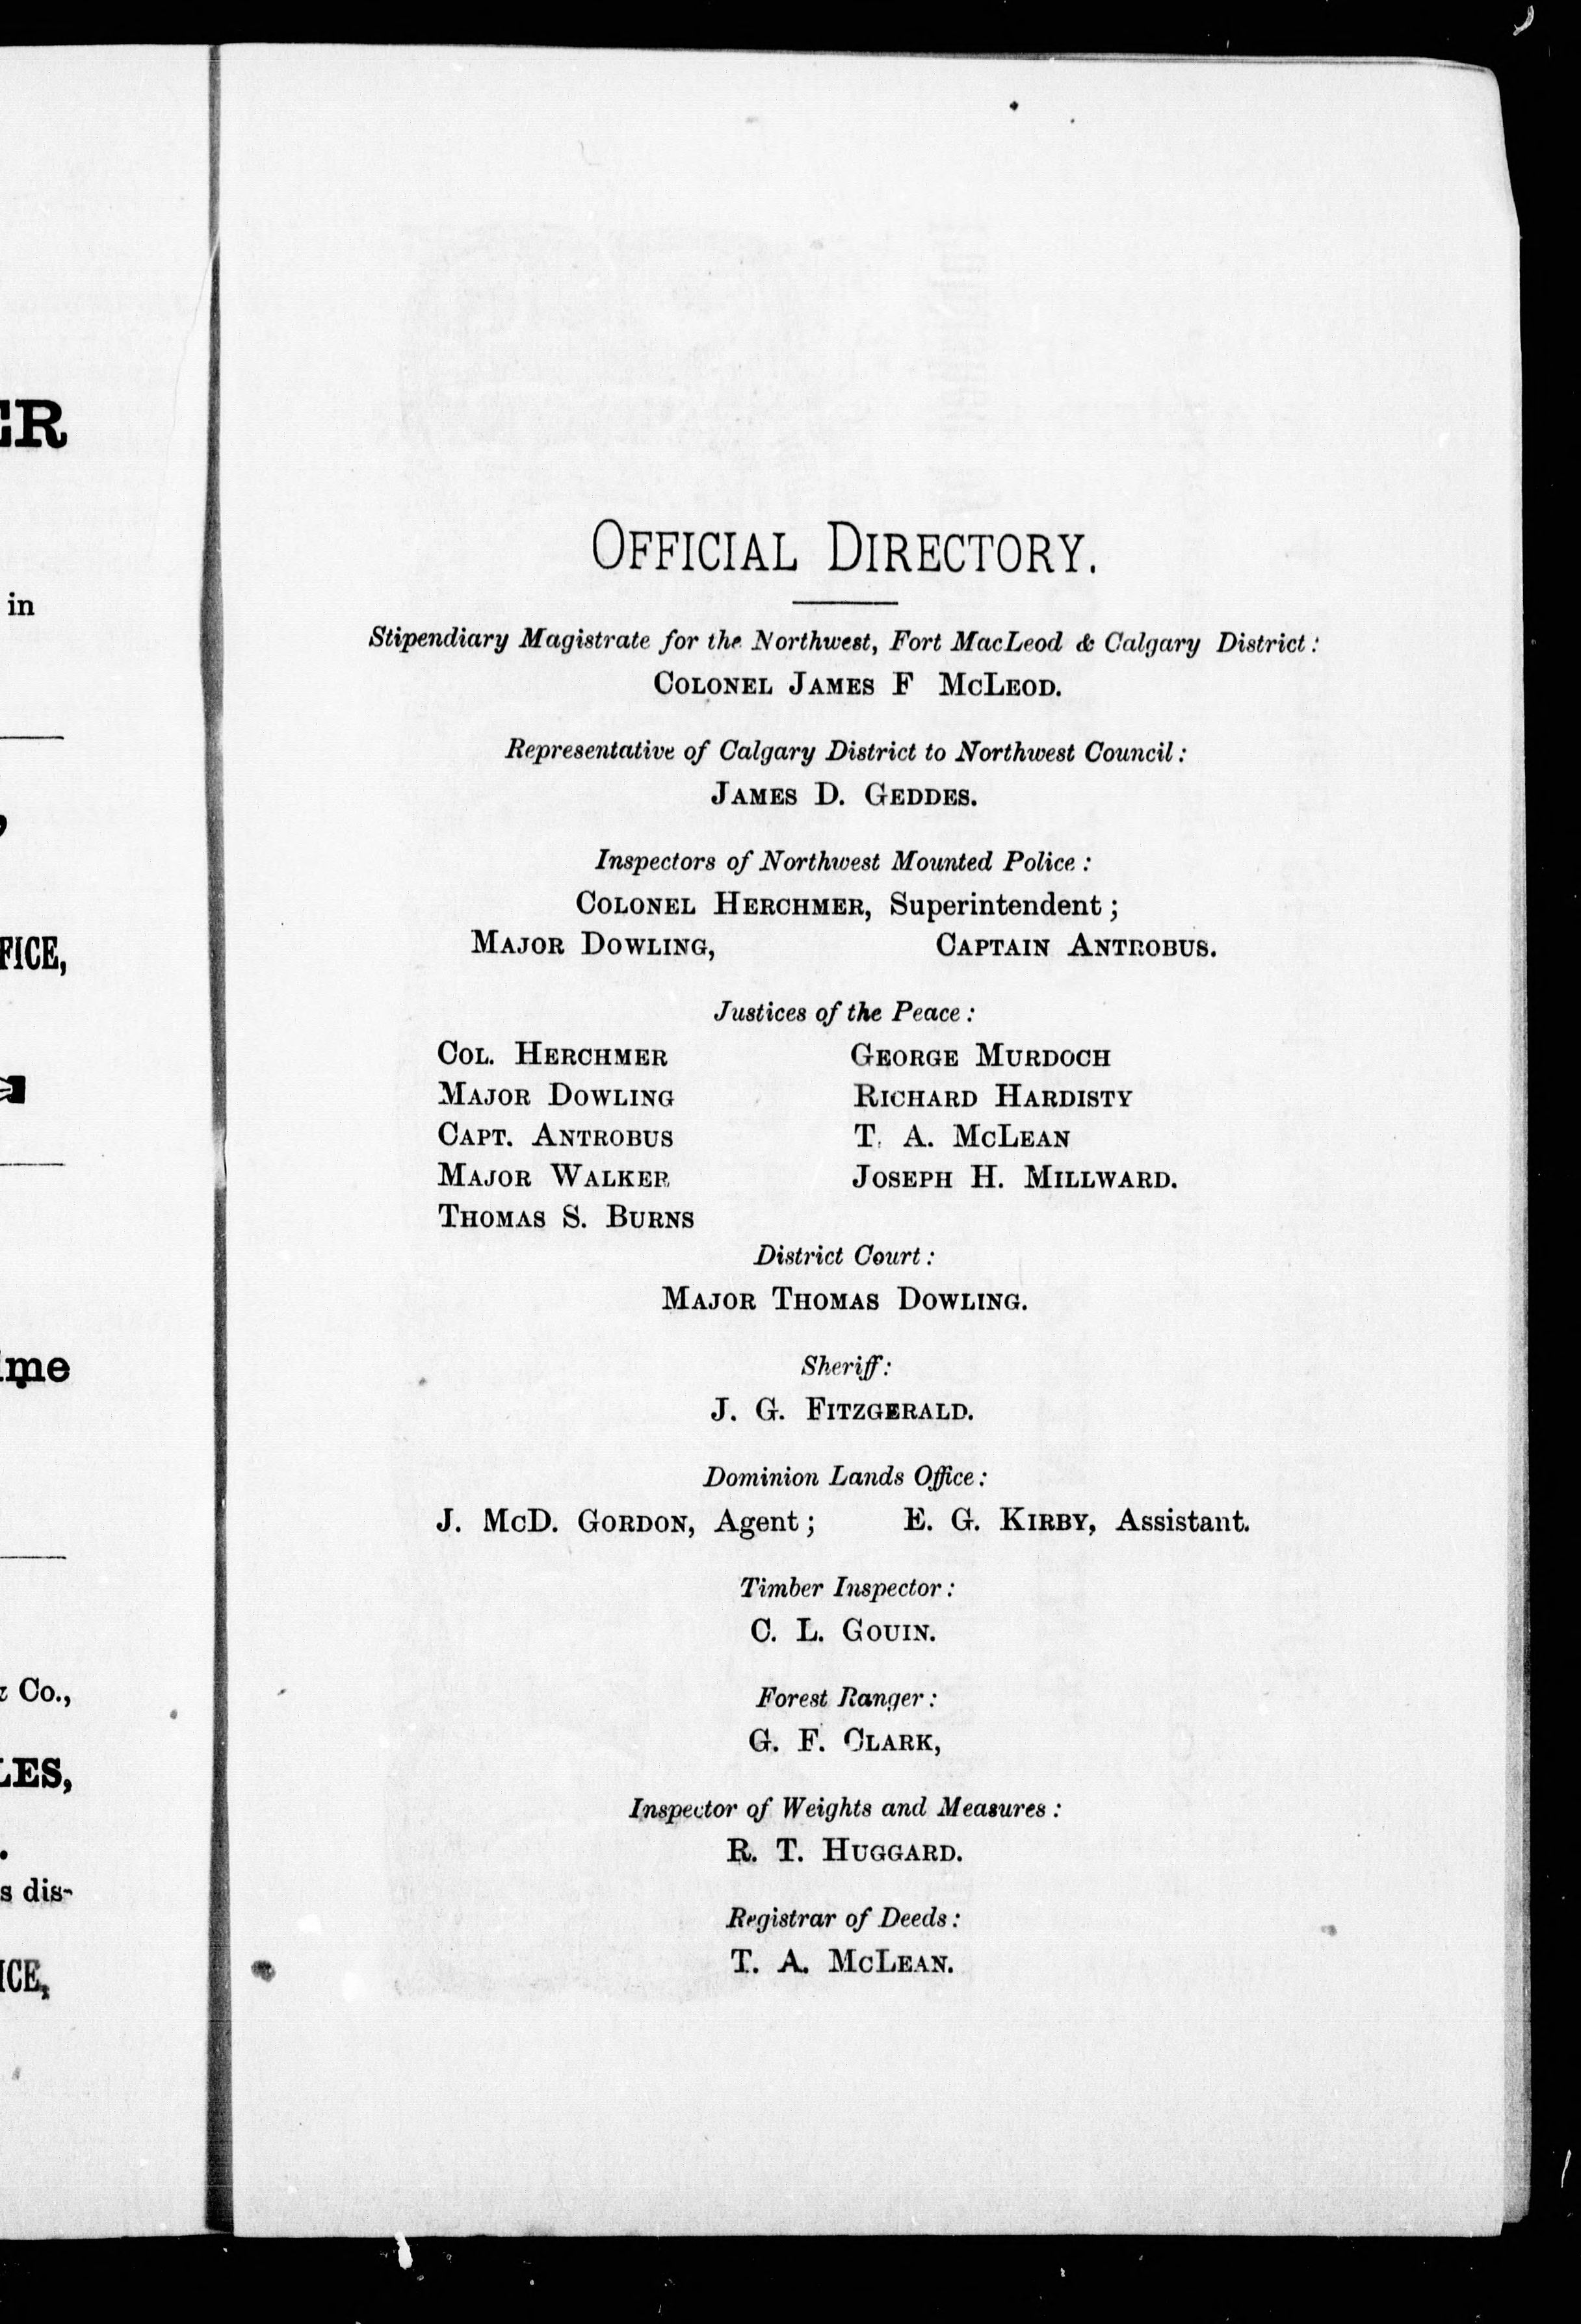 ER
in
,
FICE,
ime
Co.,
LES,
.
s dis-
ICE,
OFFICIAL DIRECTORY.
Stipendiary Magistrate for the Northwest, Fort MacLeod & Calgary District:
COLONEL JAMES F McLEOD.
Representative of Calgary District to Northwest Council:
JAMES D. GEDDES.
Inspectors of Northwest Mounted Police:
COLONEL HERCHMER, Superintendent;
MAJOR DOWLING, CAPTAIN ANTROBUS.
Justices of the Peace:
COL. HERCHMER GEORGE MURDOCH
MAJOR DOWLING RICHARD HARDISTY
CAPT. ANTROBUS T. A. McLEAN
MAJOR WALKER JOSEPH H. MILLWARD.
THOMAS S. BURNS
District Court:
MAJOR THOMAS DOWLING.
Sheriff:
J. G. FITZGERALD.
Dominion Lands Office:
J. McD. GORDON, Agent; E. G. KIRBY, Assistant.
Timber Inspector:
C. L. GOUIN.
Forest Ranger:
G. F. CLARK,
Inspector of Weights and Measures:
R. T. HUGGARD.
Registrar of Deeds:
T. A. McLEAN.